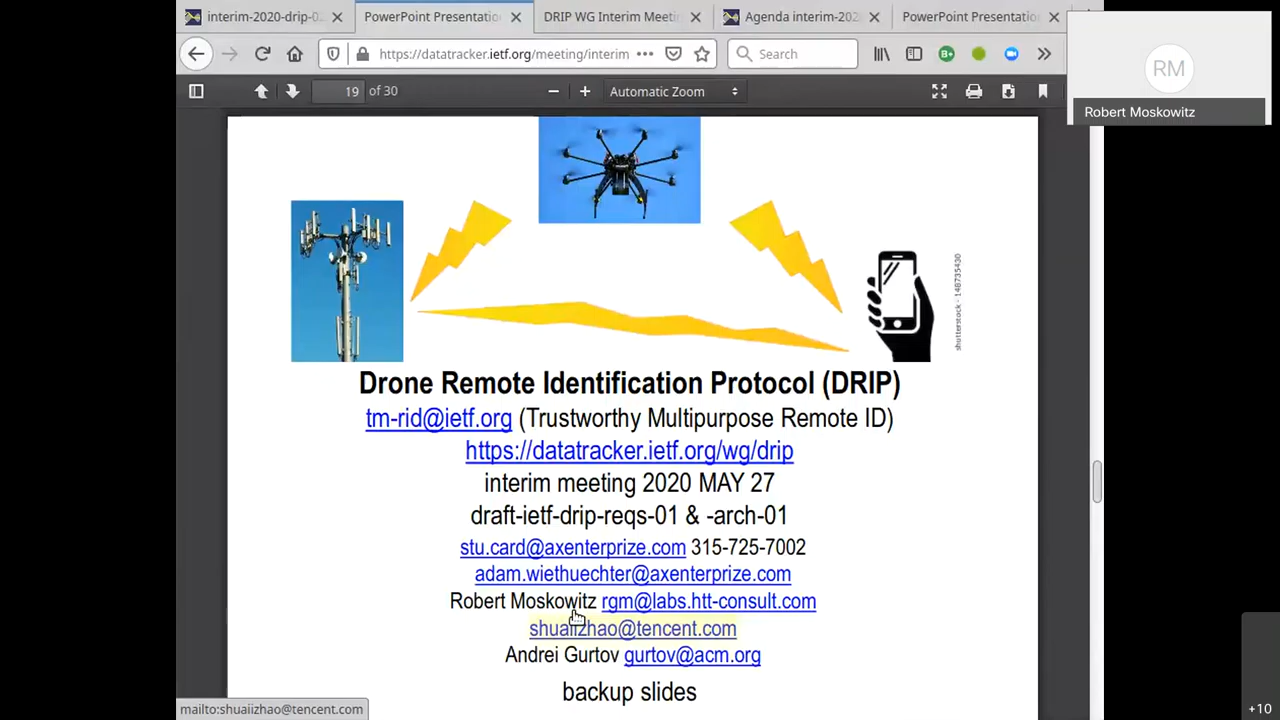 interim-2020-drip-0
PowerPoint Presentatio
DRIP WG Interim Meeti
Agenda interim-202
PowerPoint Presentatio
https://datatracker.ietf.org/meeting/interim
Search
19 of 30
Automatic Zoom
RM
Robert Moskowitz
shutterstock · 148735430
Drone Remote Identification Protocol (DRIP)
tm-rid@ietf.org (Trustworthy Multipurpose Remote ID)
https://datatracker.ietf.org/wg/drip
interim meeting 2020 MAY 27
draft-ietf-drip-reqs-01 & -arch-01
stu.card@axenterprize.com 315-725-7002
adam.wiethuechter@axenterprize.com
Robert Moskowitz rgm@labs.htt-consult.com
shuaiizhao@tencent.com
Andrei Gurtov gurtov@acm.org
backup slides
mailto:shuaiizhao@tencent.com
+10